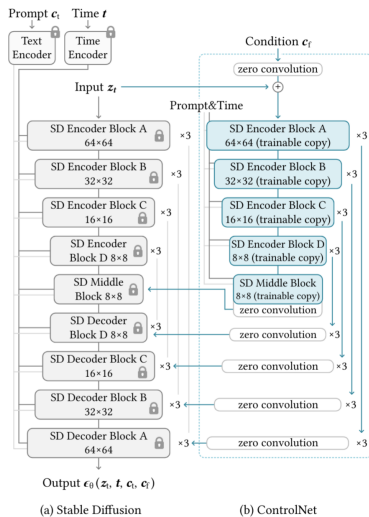 Prompt cₜ Time t
Text
Encoder
Time
Encoder
Condition c_f
zero convolution
Input zₜ
+
Prompt&Time
SD Encoder Block A
64×64
×3
SD Encoder Block B
32×32
×3
SD Encoder Block C
16×16
×3
SD Encoder
Block D 8×8
×3
SD Middle
Block 8×8
SD Decoder
Block D 8×8
×3
SD Decoder Block C
16×16
×3
SD Decoder Block B
32×32
×3
SD Decoder Block A
64×64
×3
Output ϵ_θ(zₜ, t, cₜ, c_f)
(a) Stable Diffusion
SD Encoder Block A
64×64 (trainable copy)
×3
SD Encoder Block B
32×32 (trainable copy)
×3
SD Encoder Block C
16×16 (trainable copy)
×3
SD Encoder Block D
8×8 (trainable copy)
×3
SD Middle Block
8×8 (trainable copy)
zero convolution
zero convolution
×3
zero convolution
×3
zero convolution
×3
zero convolution
×3
(b) ControlNet